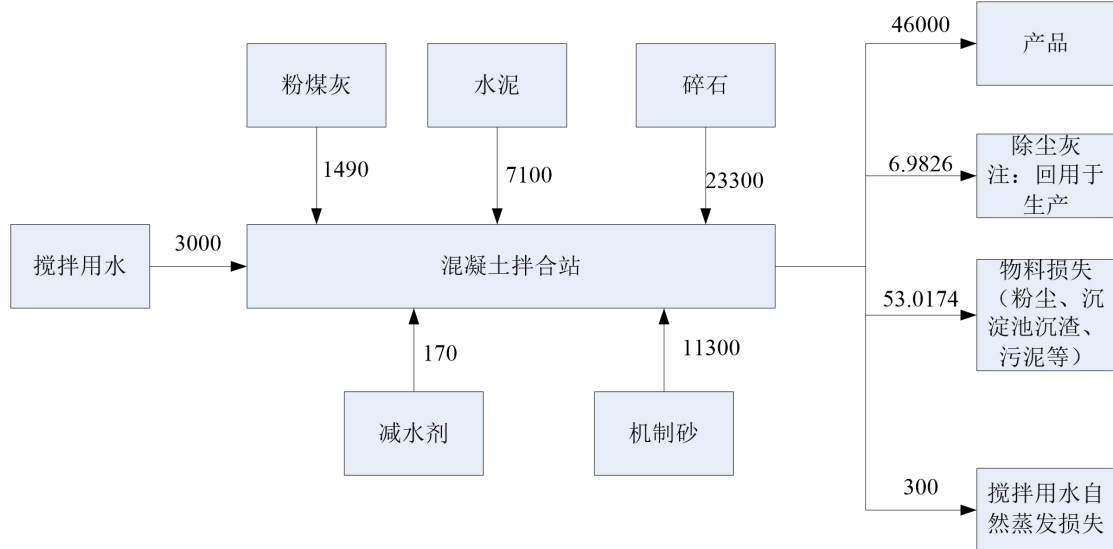 46000
产品
粉煤灰
水泥
碎石
1490
7100
23300
6.9826
除尘灰
注：回用于
生产
搅拌用水
3000
混凝土拌合站
53.0174
物料损失
（粉尘、沉
淀池沉渣、
污泥等）
170
11300
减水剂
机制砂
300
搅拌用水自
然蒸发损失